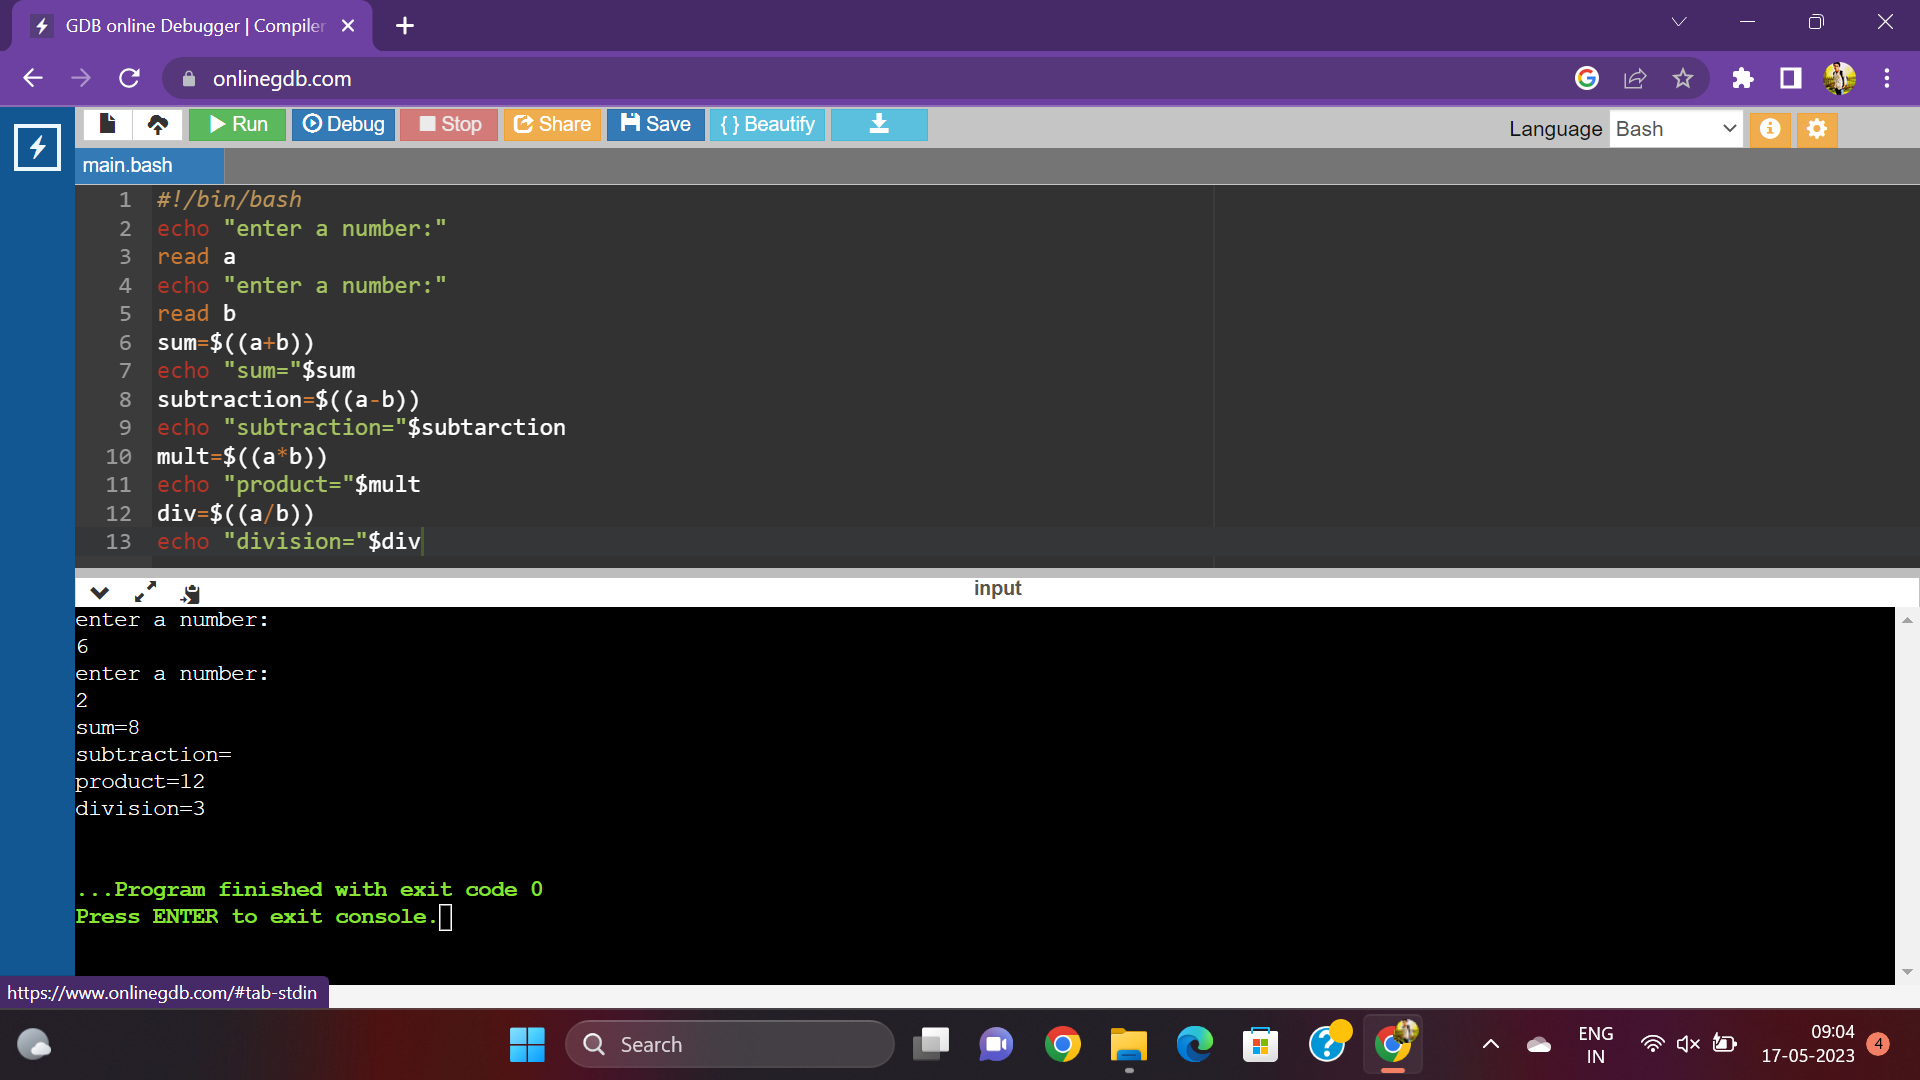 GDB online Debugger | Compiler
onlinegdb.com
Run Debug Stop Share Save { } Beautify Language Bash
main.bash
1 #!/bin/bash
2 echo "enter a number:"
3 read a
4 echo "enter a number:"
5 read b
6 sum=$((a+b))
7 echo "sum="$sum
8 subtraction=$((a-b))
9 echo "subtraction="$subtarction
10 mult=$((a*b))
11 echo "product="$mult
12 div=$((a/b))
13 echo "division="$div
input
enter a number:
6
enter a number:
2
sum=8
subtraction=
product=12
division=3
...Program finished with exit code 0
Press ENTER to exit console.
https://www.onlinegdb.com/#tab-stdin
Search
ENG
IN
09:04
17-05-2023
4